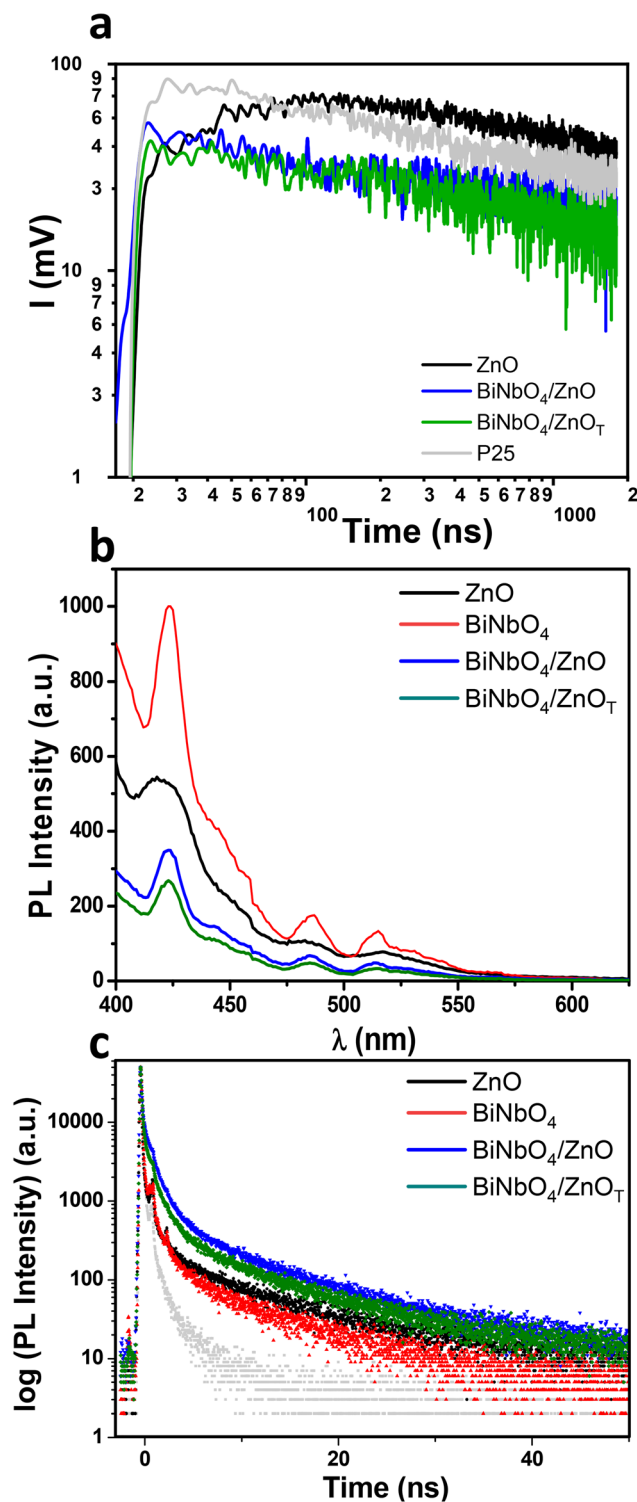 a
100
9
7
6
4
3
I (mV)
10
9
7
6
4
3
1
ZnO
BiNbO₄/ZnO
BiNbO₄/ZnO_T
P25
2 3 4 5 6 7 8 9 2 3 4 5 6 7 8 9 2
100 1000
Time (ns)
b
1000
800
600
400
200
0
PL Intensity (a.u.)
ZnO
BiNbO₄
BiNbO₄/ZnO
BiNbO₄/ZnO_T
400 450 500 550 600
λ (nm)
c
10000
1000
100
10
1
log (PL Intensity) (a.u.)
ZnO
BiNbO₄
BiNbO₄/ZnO
BiNbO₄/ZnO_T
0 20 40
Time (ns)